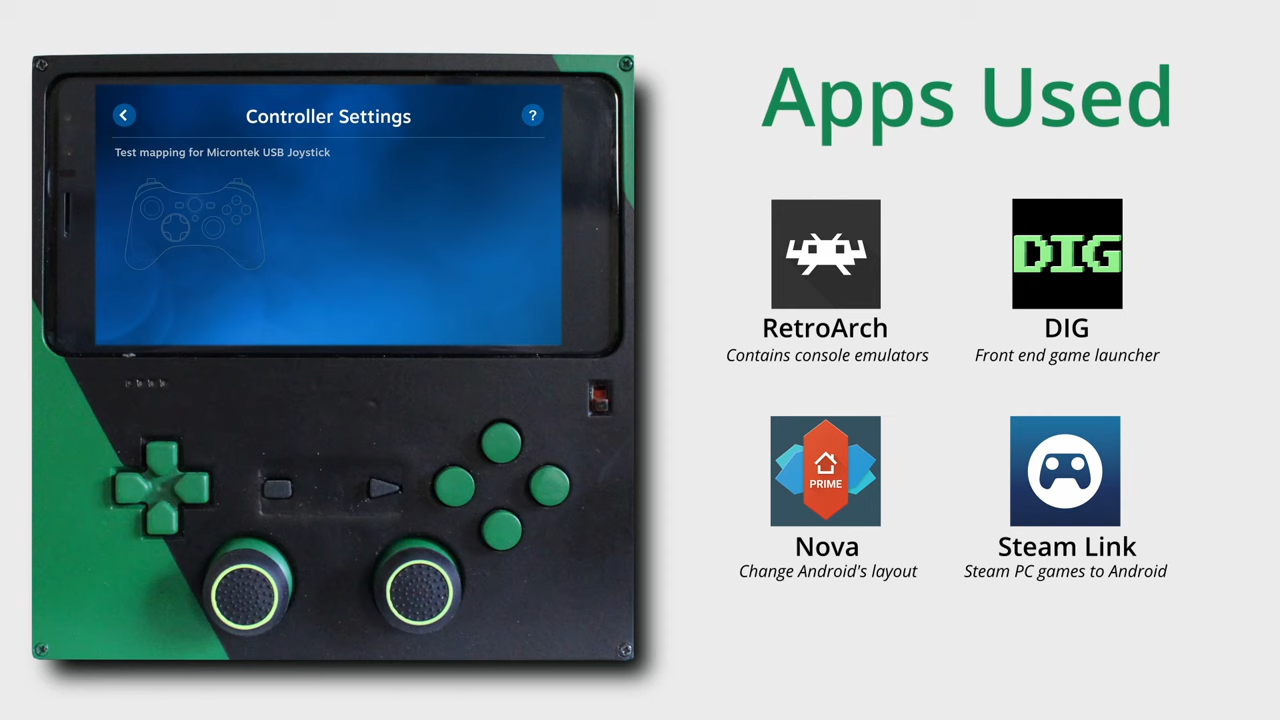 Controller Settings
?
Test mapping for Microntek USB Joystick
Apps Used
DIG
RetroArch
Contains console emulators
DIG
Front end game launcher
PRIME
Nova
Change Android's layout
Steam Link
Steam PC games to Android